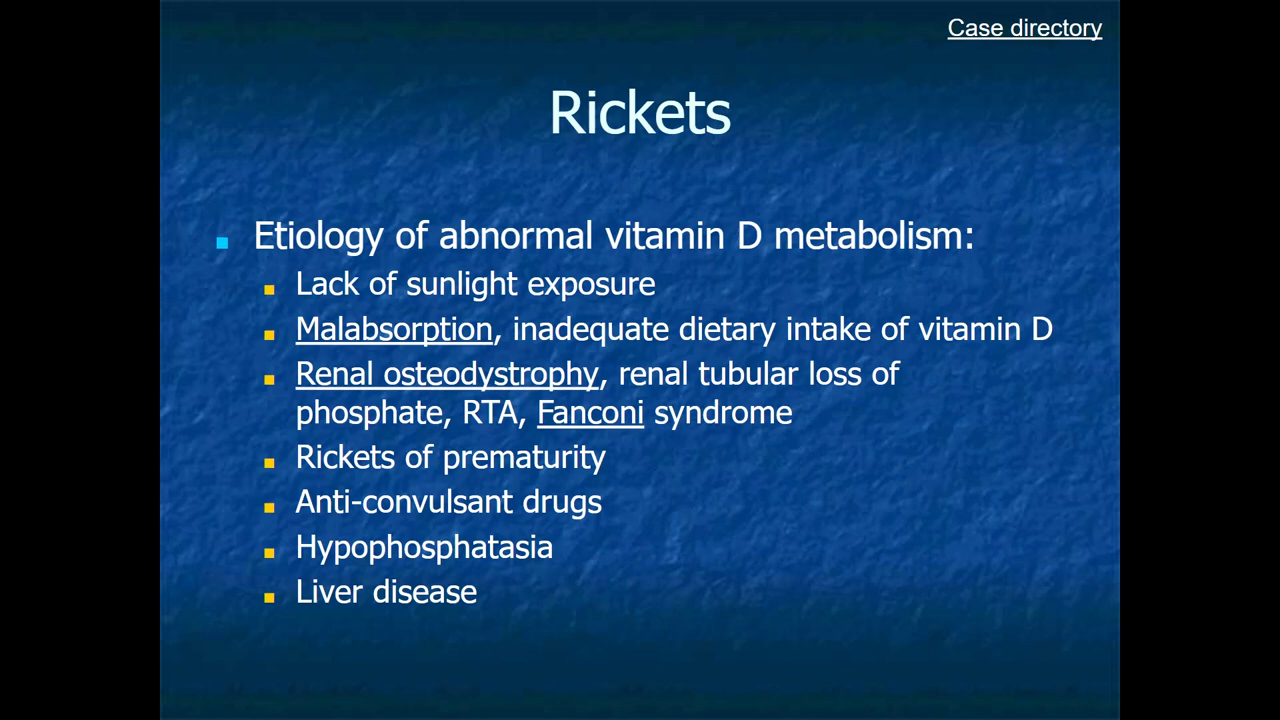 Case directory
Rickets
Etiology of abnormal vitamin D metabolism:
Lack of sunlight exposure
Malabsorption, inadequate dietary intake of vitamin D
Renal osteodystrophy, renal tubular loss of
phosphate, RTA, Fanconi syndrome
Rickets of prematurity
Anti-convulsant drugs
Hypophosphatasia
Liver disease